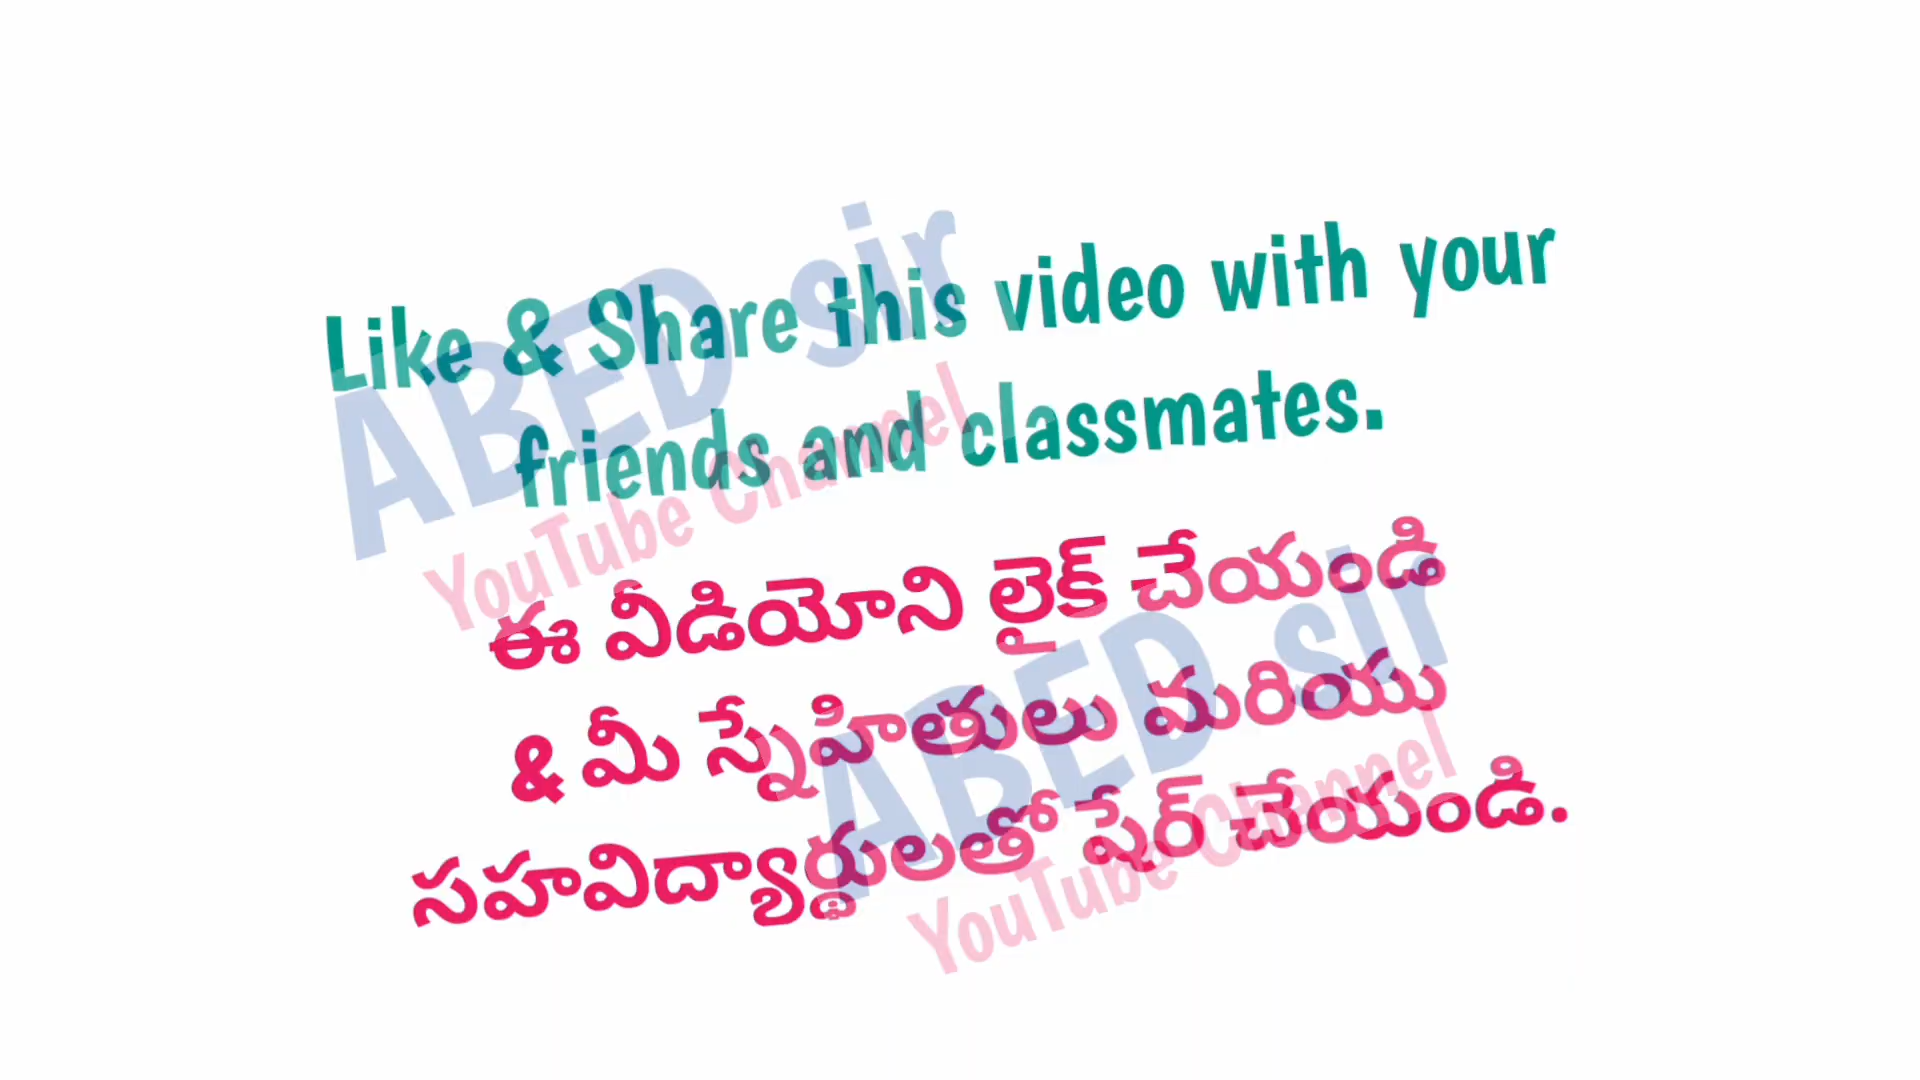 Like & Share this video with your
friends and classmates.
ఈ వీడియోని లైక్ చేయండి
& మీ స్నేహితులు మరియు
సహవిద్యార్థులతో షేర్ చేయండి.
ABED sir
YouTube Channel
ABED sir
YouTube Channel